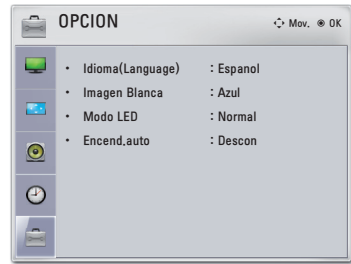 OPCION
Mov. OK
• Idioma(Language) : Espanol
• Imagen Blanca : Azul
• Modo LED : Normal
• Encend.auto : Descon